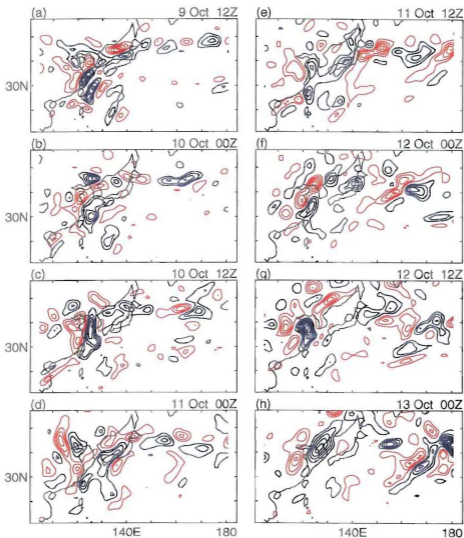 (a) 9 Oct 12Z
30N
(b) 10 Oct 00Z
30N
(c) 10 Oct 12Z
30N
(d) 11 Oct 00Z
30N
140E 180
(e) 11 Oct 12Z
(f) 12 Oct 00Z
(g) 12 Oct 12Z
(h) 13 Oct 00Z
140E 180